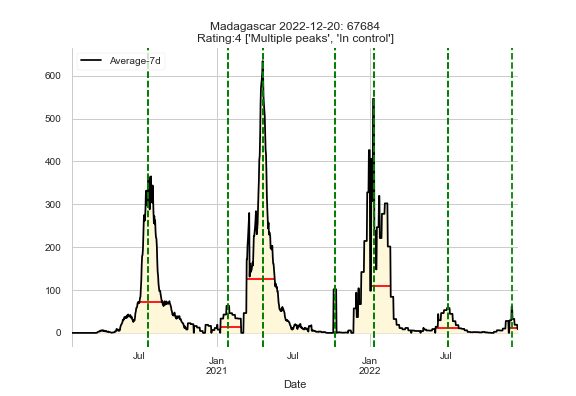 Madagascar 2022-12-20: 67684
Rating:4 ['Multiple peaks', 'In control']
Average-7d
600
500
400
300
200
100
0
Jul
Jan
2021
Jul
Jan
2022
Jul
Date